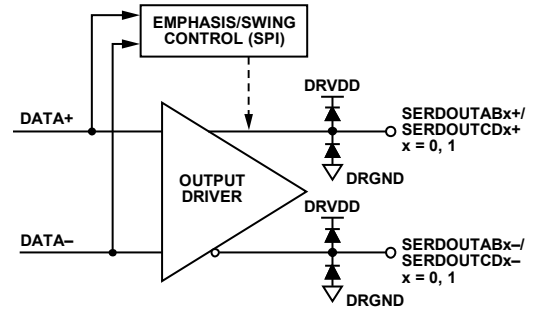 EMPHASIS/SWING
CONTROL (SPI)
DRVDD
DATA+
SERDOUTABx+/
SERDOUTCDx+
x = 0, 1
OUTPUT
DRIVER
DRGND
DRVDD
DATA–
SERDOUTABx–/
SERDOUTCDx–
x = 0, 1
DRGND